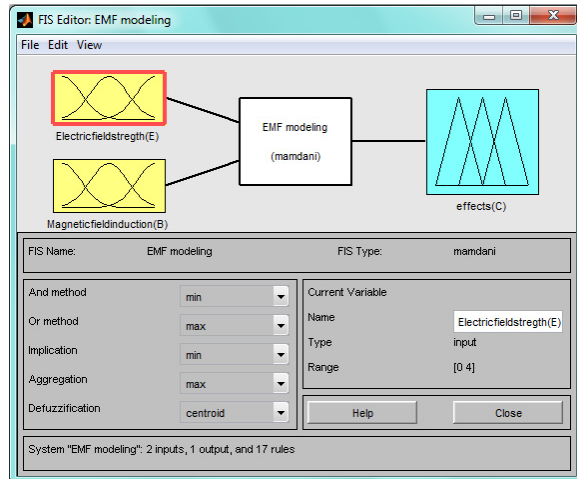 FIS Editor: EMF modeling
File Edit View
Electricfieldstregth(E)
EMF modeling
(mamdani)
effects(C)
Magneticfieldinduction(B)
FIS Name: EMF modeling FIS Type: mamdani
And method min
Or method max
Implication min
Aggregation max
Defuzzification centroid
Current Variable
Name Electricfieldstregth(E)
Type input
Range [0 4]
Help Close
System "EMF modeling": 2 inputs, 1 output, and 17 rules